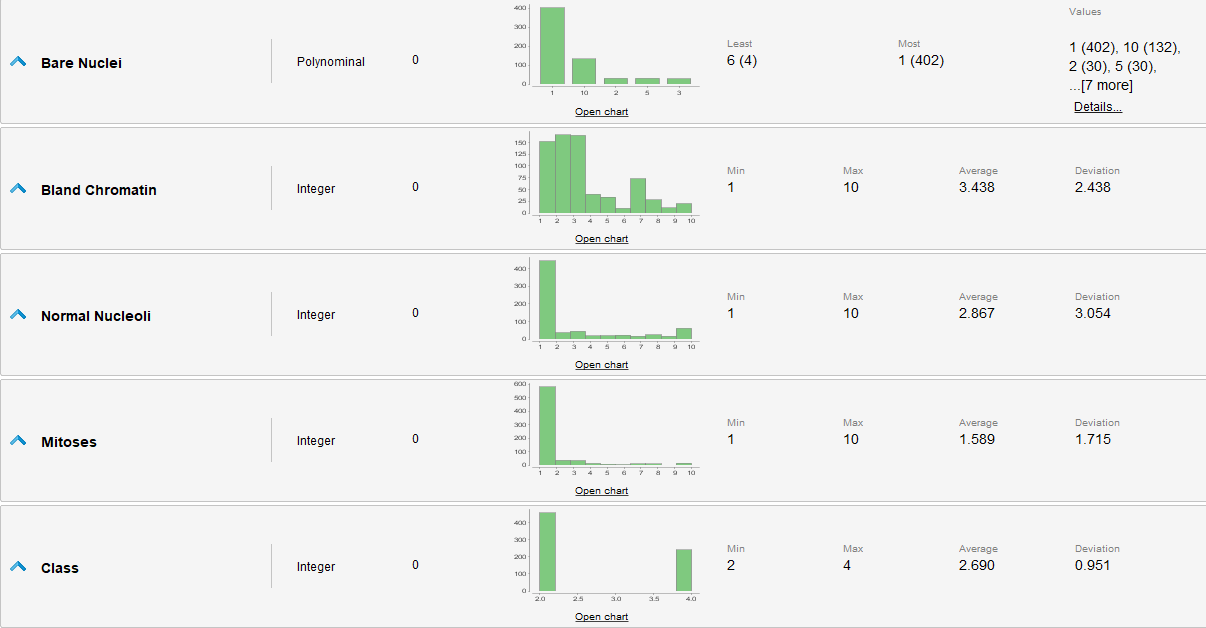 Values
400
300
200
100
0
1 10 2 5 3
Bare Nuclei
Polynominal
0
Open chart
Least
6 (4)
Most
1 (402)
1 (402), 10 (132),
2 (30), 5 (30),
...[7 more]
Details...
150
125
100
75
50
25
0
1 2 3 4 5 6 7 8 9 10
Bland Chromatin
Integer
0
Open chart
Min
1
Max
10
Average
3.438
Deviation
2.438
400
300
200
100
0
1 2 3 4 5 6 7 8 9 10
Normal Nucleoli
Integer
0
Open chart
Min
1
Max
10
Average
2.867
Deviation
3.054
600
500
400
300
200
100
0
1 2 3 4 5 6 7 8 9 10
Mitoses
Integer
0
Open chart
Min
1
Max
10
Average
1.589
Deviation
1.715
400
300
200
100
0
2.0 2.5 3.0 3.5 4.0
Class
Integer
0
Open chart
Min
2
Max
4
Average
2.690
Deviation
0.951